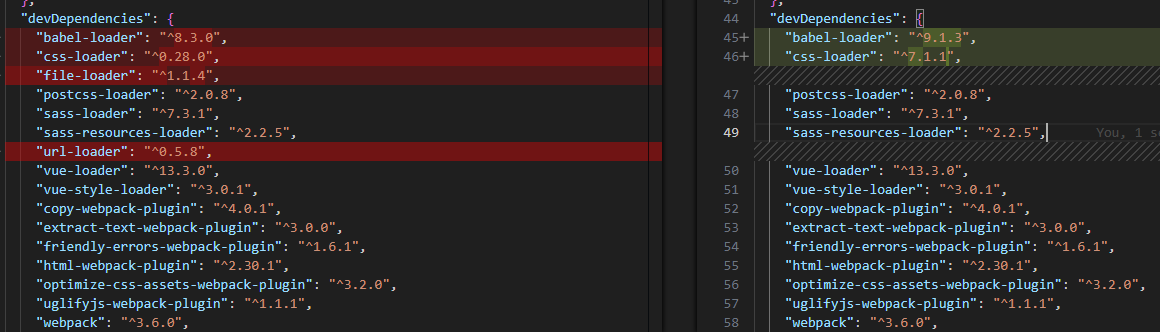 },
"devDependencies": {
"babel-loader": "^8.3.0",
"css-loader": "^0.28.0",
"file-loader": "^1.1.4",
"postcss-loader": "^2.0.8",
"sass-loader": "^7.3.1",
"sass-resources-loader": "^2.2.5",
"url-loader": "^0.5.8",
"vue-loader": "^13.3.0",
"vue-style-loader": "^3.0.1",
"copy-webpack-plugin": "^4.0.1",
"extract-text-webpack-plugin": "^3.0.0",
"friendly-errors-webpack-plugin": "^1.6.1",
"html-webpack-plugin": "^2.30.1",
"optimize-css-assets-webpack-plugin": "^3.2.0",
"uglifyjs-webpack-plugin": "^1.1.1",
"webpack": "^3.6.0",
43 },
44 "devDependencies": {
45+ "babel-loader": "^9.1.3",
46+ "css-loader": "^7.1.1",
47 "postcss-loader": "^2.0.8",
48 "sass-loader": "^7.3.1",
49 "sass-resources-loader": "^2.2.5", You, 1 s
50 "vue-loader": "^13.3.0",
51 "vue-style-loader": "^3.0.1",
52 "copy-webpack-plugin": "^4.0.1",
53 "extract-text-webpack-plugin": "^3.0.0",
54 "friendly-errors-webpack-plugin": "^1.6.1",
55 "html-webpack-plugin": "^2.30.1",
56 "optimize-css-assets-webpack-plugin": "^3.2.0",
57 "uglifyjs-webpack-plugin": "^1.1.1",
58 "webpack": "^3.6.0",